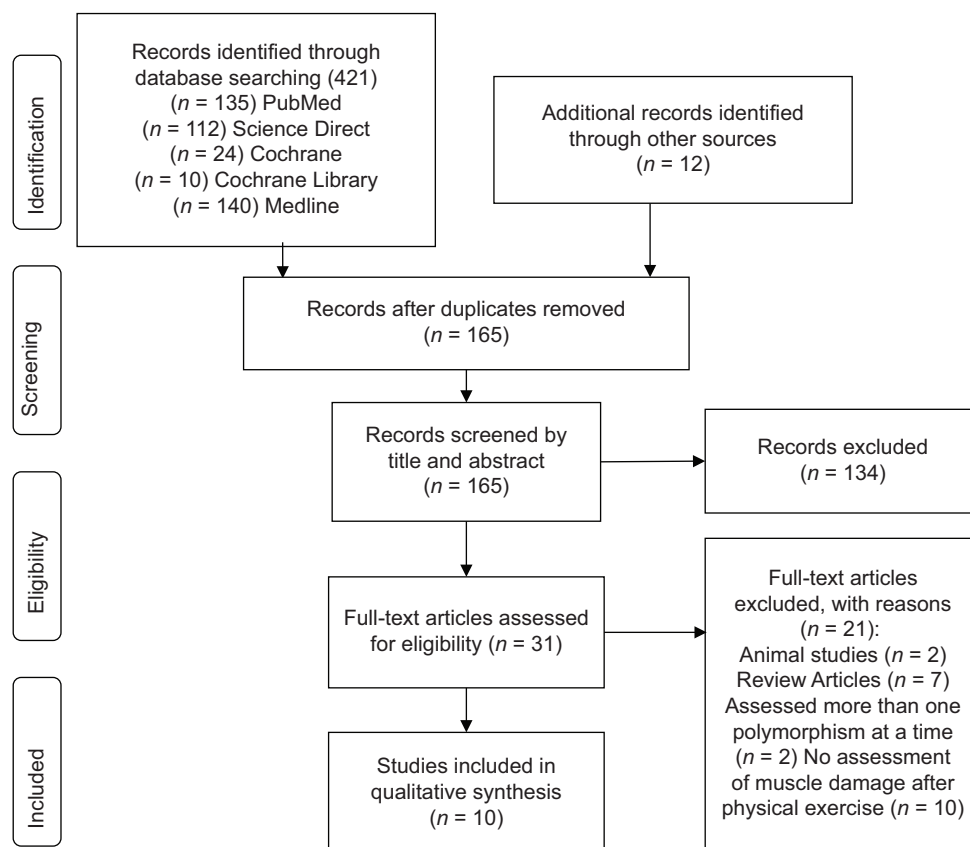 Identification
Records identified through
database searching (421)
(n = 135) PubMed
(n = 112) Science Direct
(n = 24) Cochrane
(n = 10) Cochrane Library
(n = 140) Medline
Additional records identified
through other sources
(n = 12)
Screening
Records after duplicates removed
(n = 165)
Records screened by
title and abstract
(n = 165)
Records excluded
(n = 134)
Eligibility
Full-text articles assessed
for eligibility (n = 31)
Full-text articles
excluded, with reasons
(n = 21):
Animal studies (n = 2)
Review Articles (n = 7)
Assessed more than one
polymorphism at a time
(n = 2) No assessment
of muscle damage after
physical exercise (n = 10)
Included
Studies included in
qualitative synthesis
(n = 10)